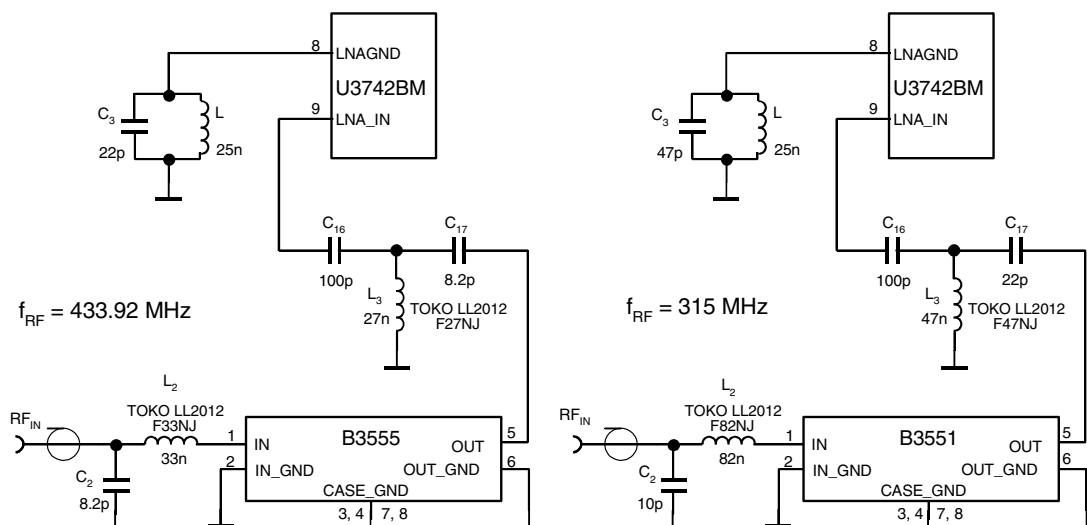 8
LNAGND
U3742BM
9
LNA_IN
C3
22p
L
25n
C16
100p
C17
8.2p
L3
27n
TOKO LL2012
F27NJ
fRF = 433.92 MHz
L2
TOKO LL2012
F33NJ
33n
RFIN
C2
8.2p
1
IN
2
IN_GND
B3555
OUT
5
OUT_GND
6
CASE_GND
3, 4
7, 8
8
LNAGND
U3742BM
9
LNA_IN
C3
47p
L
25n
C16
100p
C17
22p
L3
47n
TOKO LL2012
F47NJ
fRF = 315 MHz
L2
TOKO LL2012
F82NJ
82n
RFIN
C2
10p
1
IN
2
IN_GND
B3551
OUT
5
OUT_GND
6
CASE_GND
3, 4
7, 8